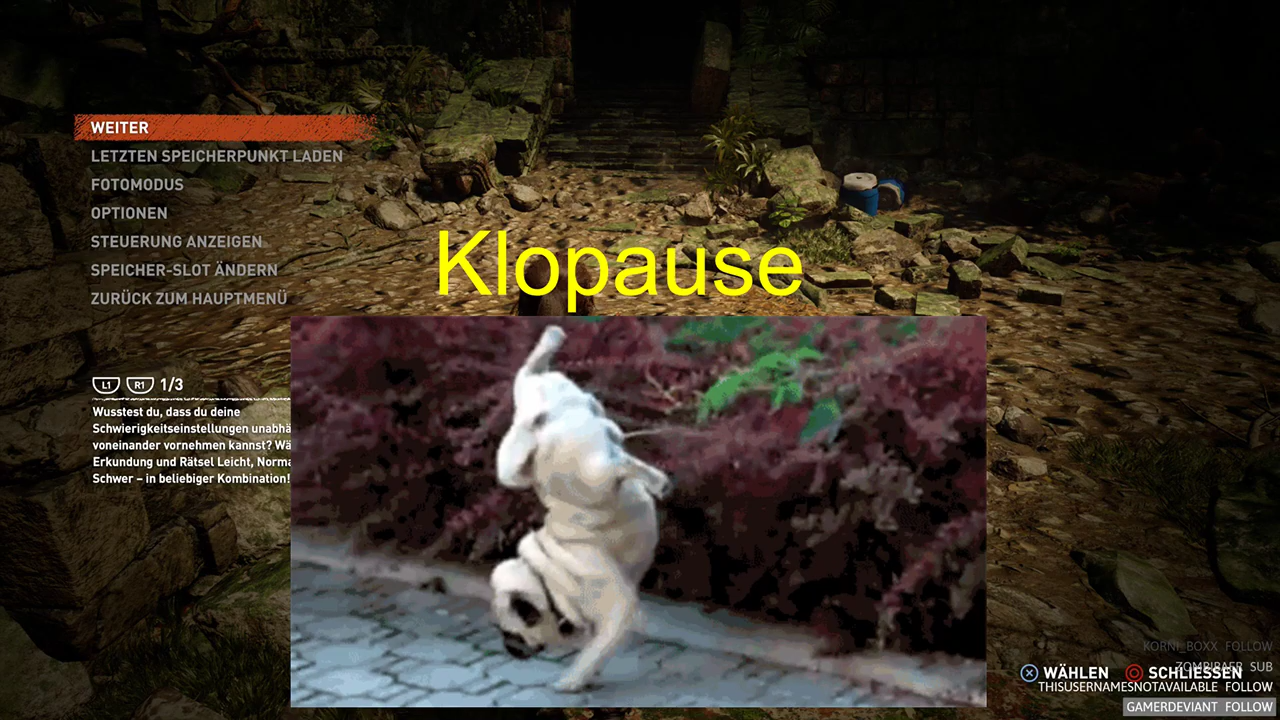 WEITER
LETZTEN SPEICHERPUNKT LADEN
FOTOMODUS
OPTIONEN
STEUERUNG ANZEIGEN
SPEICHER-SLOT ÄNDERN
ZURÜCK ZUM HAUPTMENÜ
Klopause
L1 R1 1/3
Wusstest du, dass du deine
Schwierigkeitseinstellungen unabhä
voneinander vornehmen kannst? Wä
Erkundung und Rätsel Leicht, Norma
Schwer – in beliebiger Kombination!
KORNI_BOXX FOLLOW
ZOMBIBAER SUB
WÄHLEN SCHLIESSEN
THISUSERNAMESNOTAVAILABLE FOLLOW
GAMERDEVIANT FOLLOW